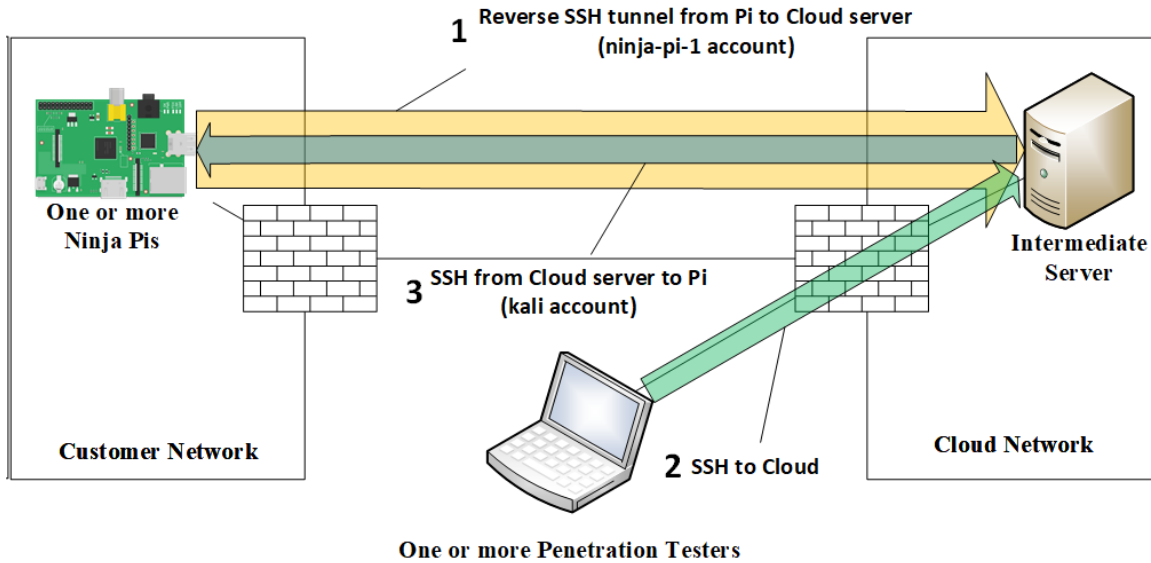 1 Reverse SSH tunnel from Pi to Cloud server
(ninja-pi-1 account)
One or more
Ninja Pis
Intermediate
Server
3 SSH from Cloud server to Pi
(kali account)
Customer Network
Cloud Network
2 SSH to Cloud
One or more Penetration Testers